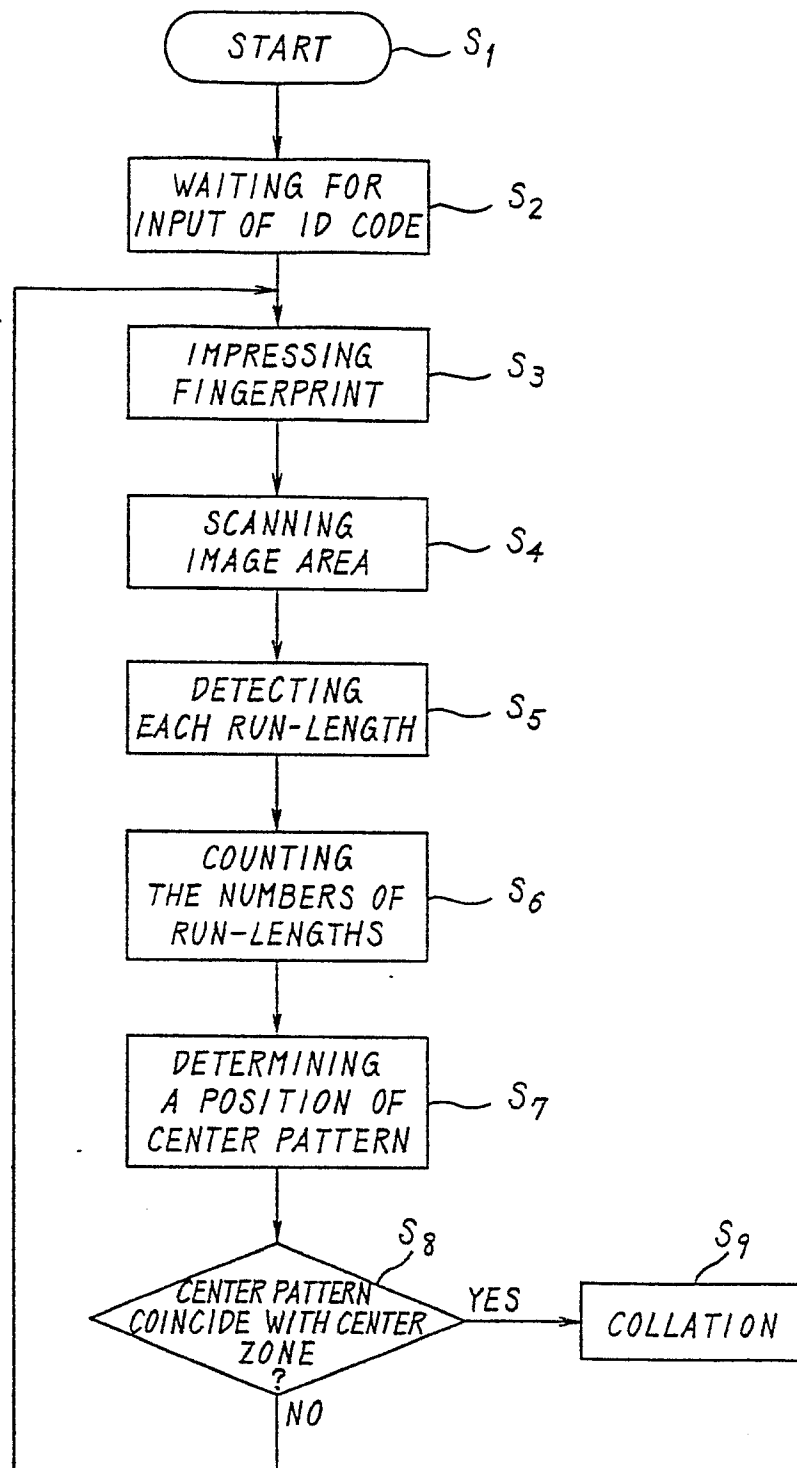 START
S1
WAITING FOR
INPUT OF ID CODE
S2
IMPRESSING
FINGERPRINT
S3
SCANNING
IMAGE AREA
S4
DETECTING
EACH RUN-LENGTH
S5
COUNTING
THE NUMBERS OF
RUN-LENGTHS
S6
DETERMINING
A POSITION OF
CENTER PATTERN
S7
S8
CENTER PATTERN
COINCIDE WITH CENTER
ZONE
?
YES
NO
S9
COLLATION